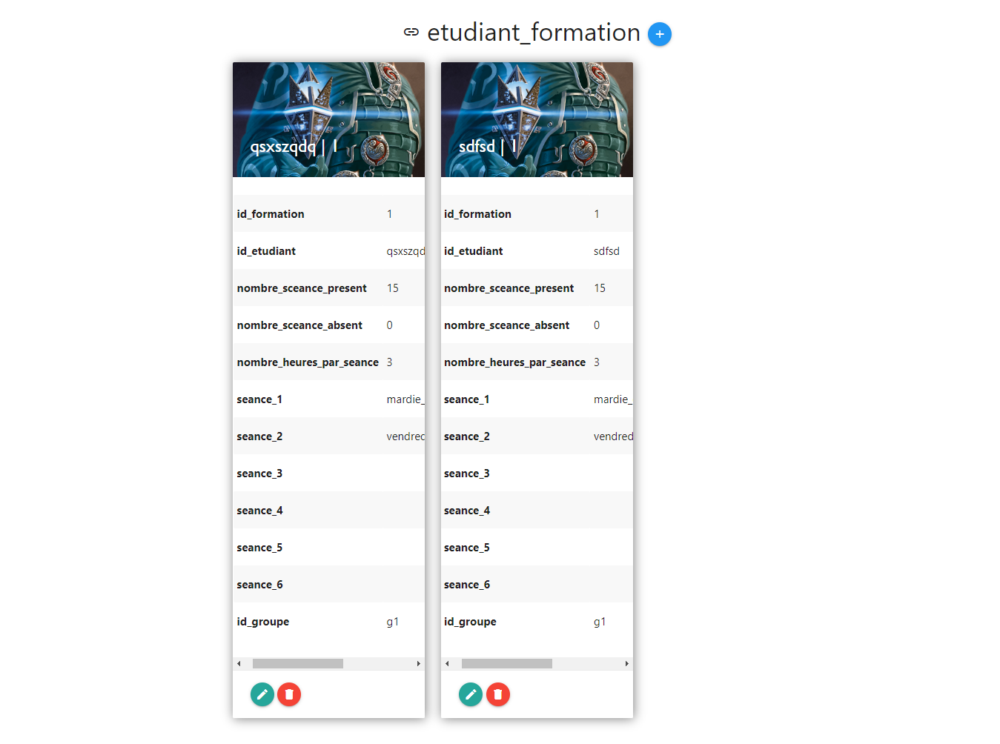 etudiant_formation
qsxszqdq | 1
id_formation 1
id_etudiant qsxszqd
nombre_sceance_present 15
nombre_sceance_absent 0
nombre_heures_par_seance 3
seance_1 mardie_
seance_2 vendred
seance_3
seance_4
seance_5
seance_6
id_groupe g1
sdfsd | 1
id_formation 1
id_etudiant sdfsd
nombre_sceance_present 15
nombre_sceance_absent 0
nombre_heures_par_seance 3
seance_1 mardie_
seance_2 vendred
seance_3
seance_4
seance_5
seance_6
id_groupe g1